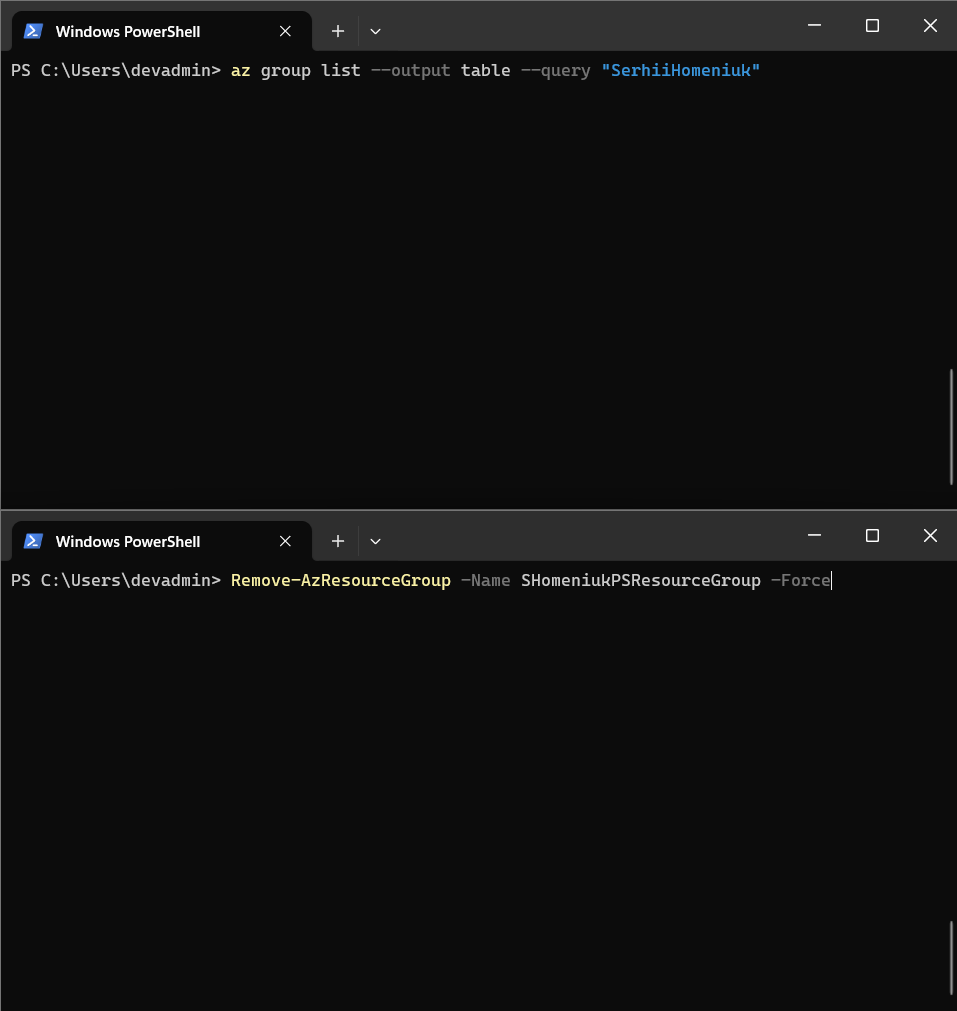 Windows PowerShell
PS C:\Users\devadmin> az group list --output table --query "SerhiiHomeniuk"
Windows PowerShell
PS C:\Users\devadmin> Remove-AzResourceGroup -Name SHomeniukPSResourceGroup -Force